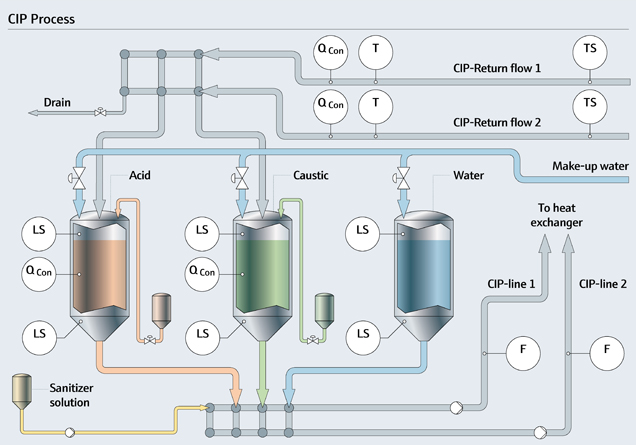 CIP Process
Q Con
T
TS
CIP-Return flow 1
Drain
Q Con
T
TS
CIP-Return flow 2
Make-up water
Acid
Caustic
Water
To heat
exchanger
LS
LS
LS
Q Con
Q Con
CIP-line 1
CIP-line 2
LS
LS
LS
F
F
Sanitizer
solution